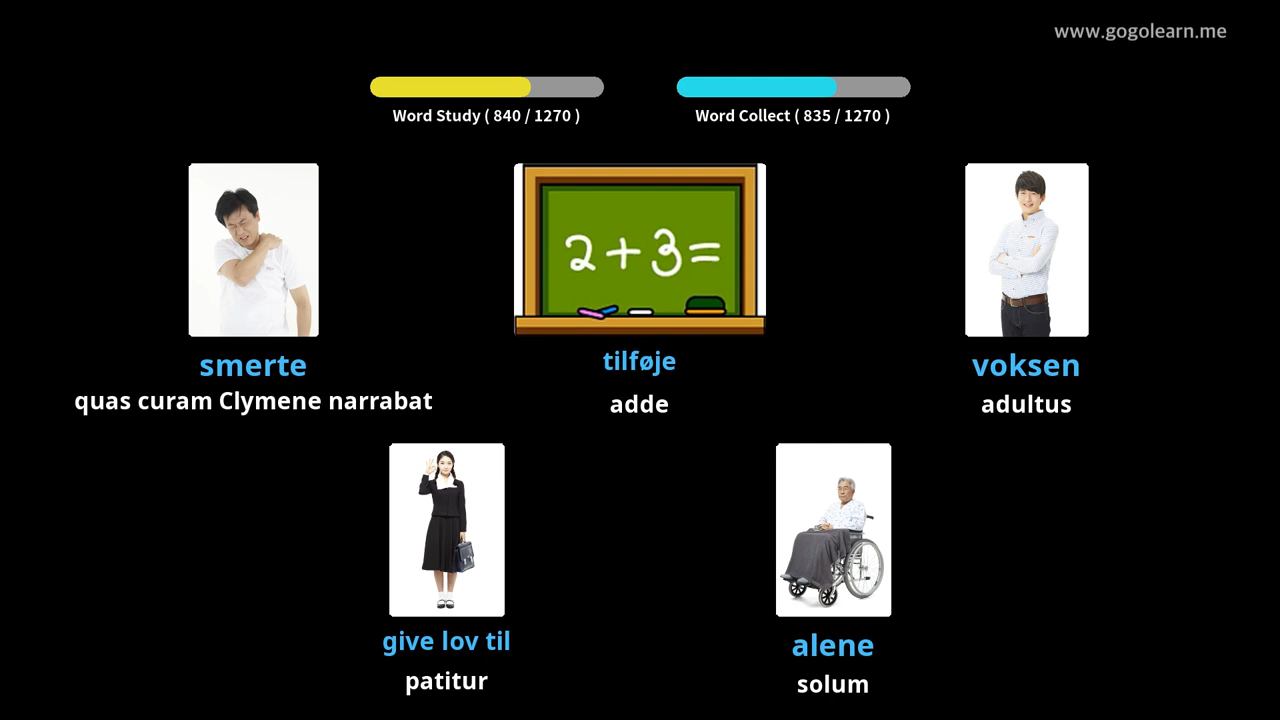 www.gogolearn.me
Word Study ( 840 / 1270 )
Word Collect ( 835 / 1270 )
2+3=
smerte
quas curam Clymene narrabat
tilføje
adde
voksen
adultus
give lov til
patitur
alene
solum